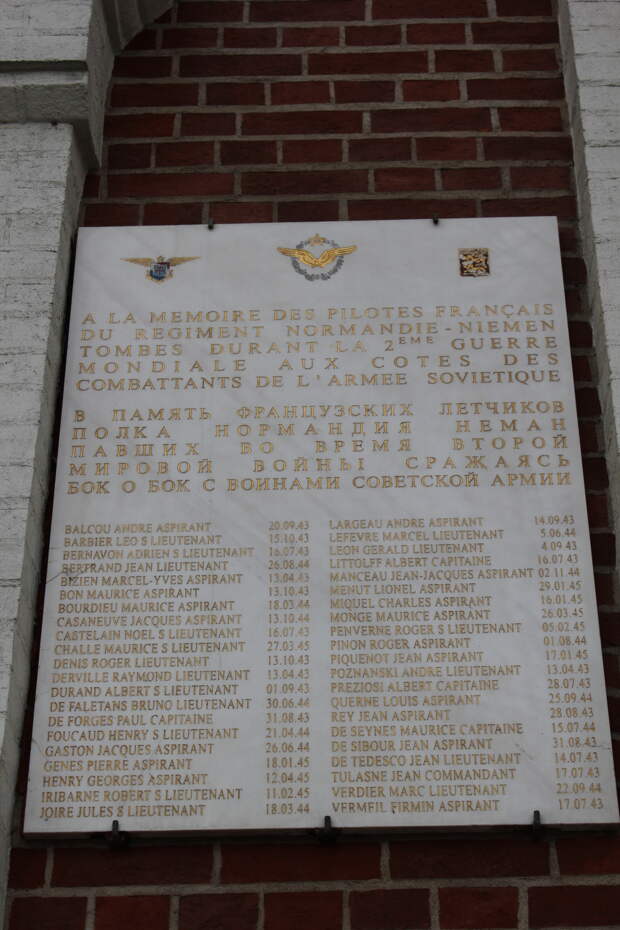 A LA MEMOIRE DES PILOTES FRANÇAIS
DU REGIMENT NORMANDIE-NIEMEN
TOMBES DURANT LA 2EME GUERRE
MONDIALE AUX COTES DES
COMBATTANTS DE L'ARMEE SOVIETIQUE
В ПАМЯТЬ ФРАНЦУЗСКИХ ЛЕТЧИКОВ
ПОЛКА НОРМАНДИЯ НЕМАН
ПАВШИХ ВО ВРЕМЯ ВТОРОЙ
МИРОВОЙ ВОЙНЫ СРАЖАЯСЬ
БОК О БОК С ВОИНАМИ СОВЕТСКОЙ АРМИИ
BALCOU ANDRE ASPIRANT 20.09.43
BARBIER LEO S LIEUTENANT 15.10.43
BERNAVON ADRIEN S LIEUTENANT 16.07.43
BERTRAND JEAN LIEUTENANT 26.08.44
BIZIEN MARCEL-YVES ASPIRANT 13.04.43
BON MAURICE ASPIRANT 13.10.43
BOURDIEU MAURICE ASPIRANT 18.03.44
CASANEUVE JACQUES ASPIRANT 13.10.44
CASTELAIN NOEL S LIEUTENANT 16.07.43
CHALLE MAURICE S LIEUTENANT 27.03.45
DENIS ROGER LIEUTENANT 13.10.43
DERVILLE RAYMOND LIEUTENANT 13.04.43
DURAND ALBERT S LIEUTENANT 01.09.43
DE FALETANS BRUNO LIEUTENANT 30.06.44
DE FORGES PAUL CAPITAINE 31.08.43
FOUCAUD HENRY S LIEUTENANT 21.04.44
GASTON JACQUES ASPIRANT 26.06.44
GENES PIERRE ASPIRANT 18.01.45
HENRY GEORGES ASPIRANT 12.04.45
IRIBARNE ROBERT S LIEUTENANT 11.02.45
JOIRE JULES S LIEUTENANT 18.03.44
LARGEAU ANDRE ASPIRANT 14.09.43
LEFEVRE MARCEL LIEUTENANT 5.06.44
LEON GERALD LIEUTENANT 4.09.43
LITTOLFF ALBERT CAPITAINE 16.07.43
MANCEAU JEAN-JACQUES ASPIRANT 02.11.44
MENUT LIONEL ASPIRANT 29.01.45
MIQUEL CHARLES ASPIRANT 16.01.45
MONGE MAURICE ASPIRANT 26.03.45
PENVERNE ROGER S LIEUTENANT 05.02.45
PINON ROGER ASPIRANT 01.08.44
PIQUENOT JEAN ASPIRANT 17.01.45
POZNANSKI ANDRE LIEUTENANT 13.04.43
PREZIOSI ALBERT CAPITAINE 28.07.43
QUERNE LOUIS ASPIRANT 25.09.44
REY JEAN ASPIRANT 28.08.43
DE SEYNES MAURICE CAPITAINE 15.07.44
DE SIBOUR JEAN ASPIRANT 31.08.43
DE TEDESCO JEAN LIEUTENANT 14.07.43
TULASNE JEAN COMMANDANT 17.07.43
VERDIER MARC LIEUTENANT 22.09.44
VERMEIL FIRMIN ASPIRANT 17.07.43